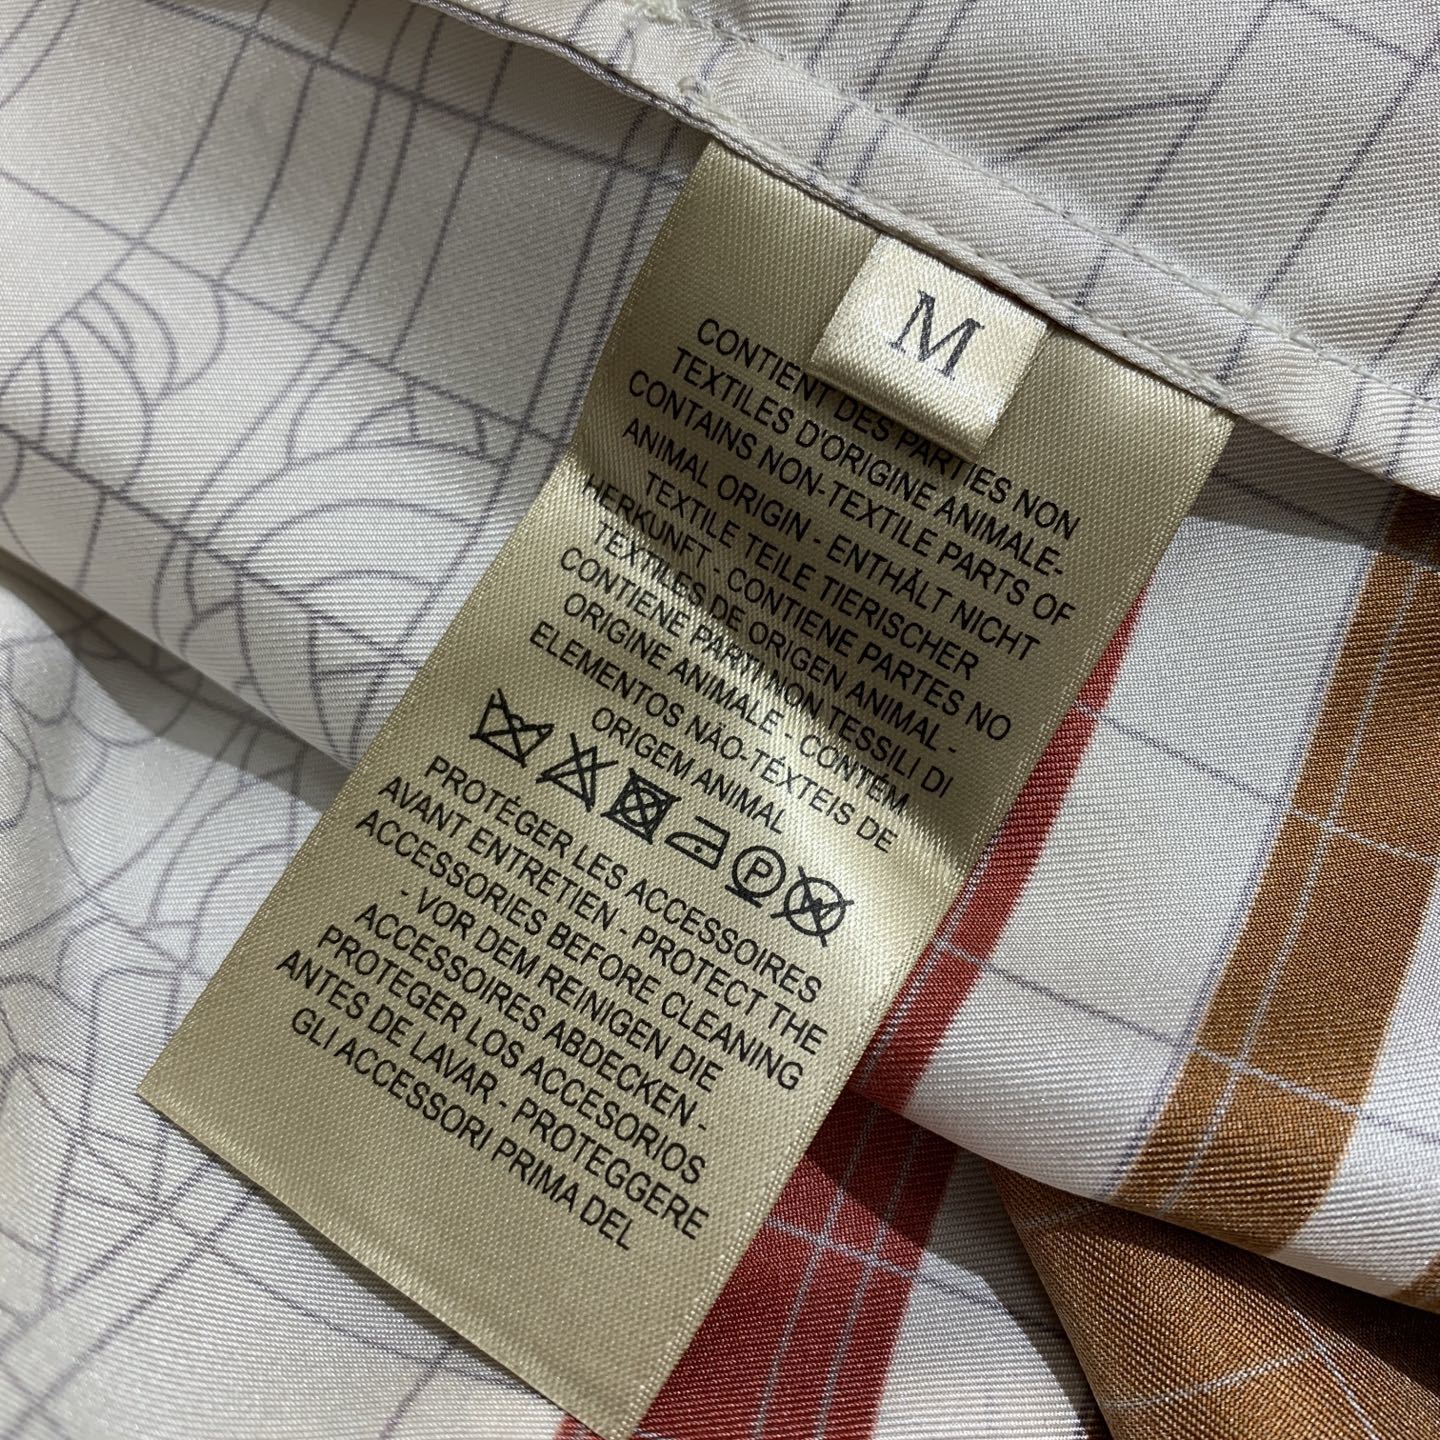 M
CONTIENT DES PARTIES NON
TEXTILES D'ORIGINE ANIMALE-
CONTAINS NON-TEXTILE PARTS OF
ANIMAL ORIGIN - ENTHÄLT NICHT
TEXTILE TEILE TIERISCHER
HERKUNFT - CONTIENE PARTES NO
TEXTILES DE ORIGEN ANIMAL -
CONTIENE PARTI NON TESSILI DI
ORIGINE ANIMALE - CONTÉM
ELEMENTOS NÃO-TÊXTEIS DE
ORIGEM ANIMAL
P
PROTÉGER LES ACCESSOIRES
AVANT ENTRETIEN - PROTECT THE
ACCESSORIES BEFORE CLEANING
- VOR DEM REINIGEN DIE
ACCESSOIRES ABDECKEN -
PROTEGER LOS ACCESORIOS
ANTES DE LAVAR - PROTEGGERE
GLI ACCESSORI PRIMA DEL